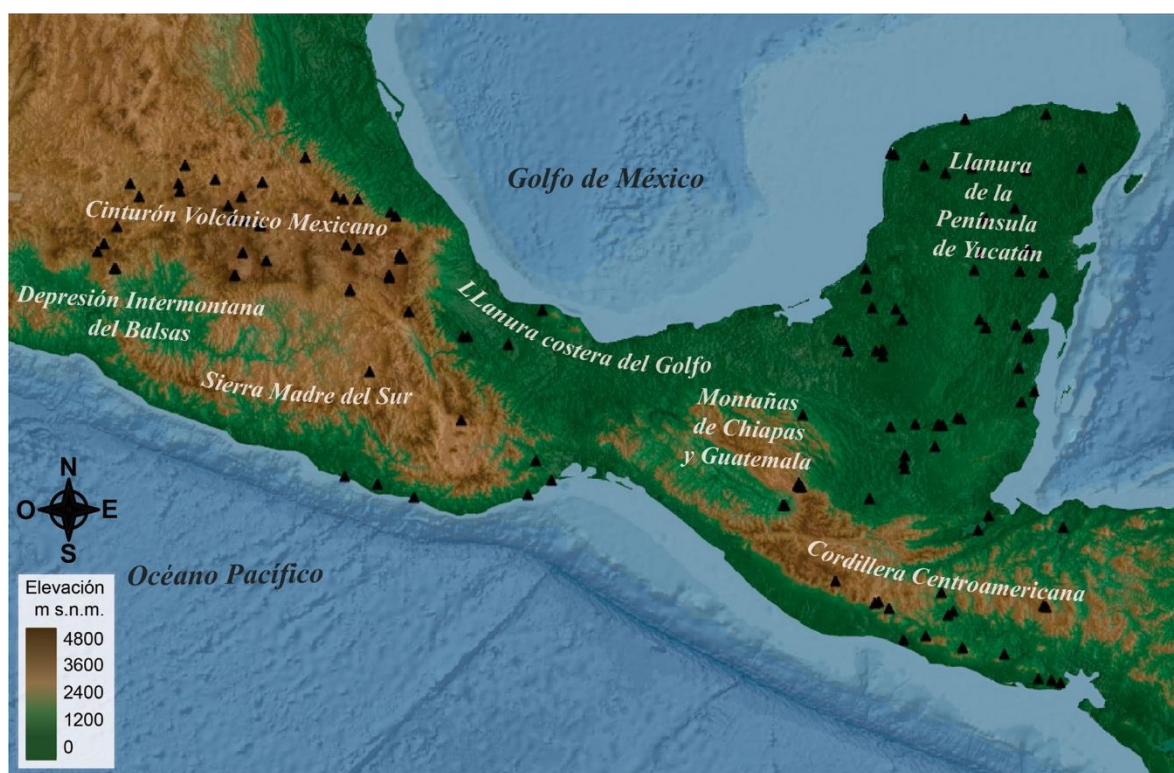 Golfo de México
Llanura
de la
Península
de Yucatán
Cinturón Volcánico Mexicano
Depresión Intermontana
del Balsas
LLanura costera del Golfo
Sierra Madre del Sur
Montañas
de Chiapas
y Guatemala
N
O E
S
Océano Pacífico
Cordillera Centroamericana
Elevación
m s.n.m.
4800
3600
2400
1200
0